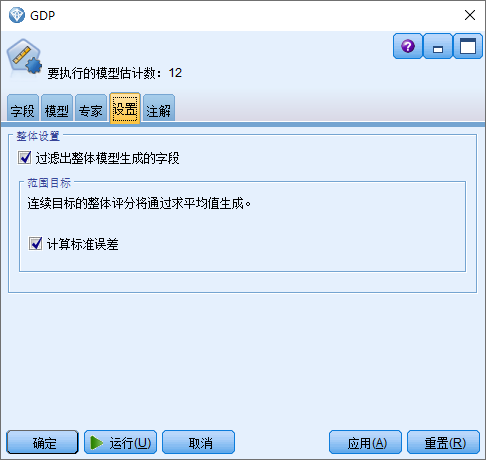 GDP
要执行的模型估计数：12
字段 模型 专家 设置 注解
整体设置
过滤出整体模型生成的字段
范围目标
连续目标的整体评分将通过求平均值生成。
计算标准误差
确定 运行(U) 取消 应用(A) 重置(R)